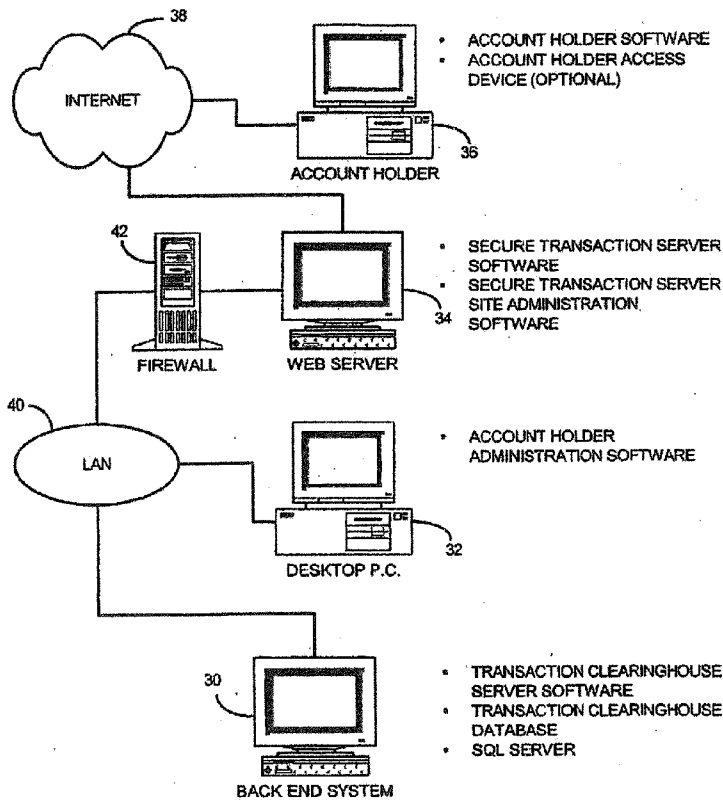 38
INTERNET
• ACCOUNT HOLDER SOFTWARE
• ACCOUNT HOLDER ACCESS
DEVICE (OPTIONAL)
36
ACCOUNT HOLDER
42
FIREWALL
34
WEB SERVER
• SECURE TRANSACTION SERVER
SOFTWARE
• SECURE TRANSACTION SERVER
SITE ADMINISTRATION
SOFTWARE
40
LAN
• ACCOUNT HOLDER
ADMINISTRATION SOFTWARE
32
DESKTOP P.C.
30
BACK END SYSTEM
• TRANSACTION CLEARINGHOUSE
SERVER SOFTWARE
• TRANSACTION CLEARINGHOUSE
DATABASE
• SQL SERVER